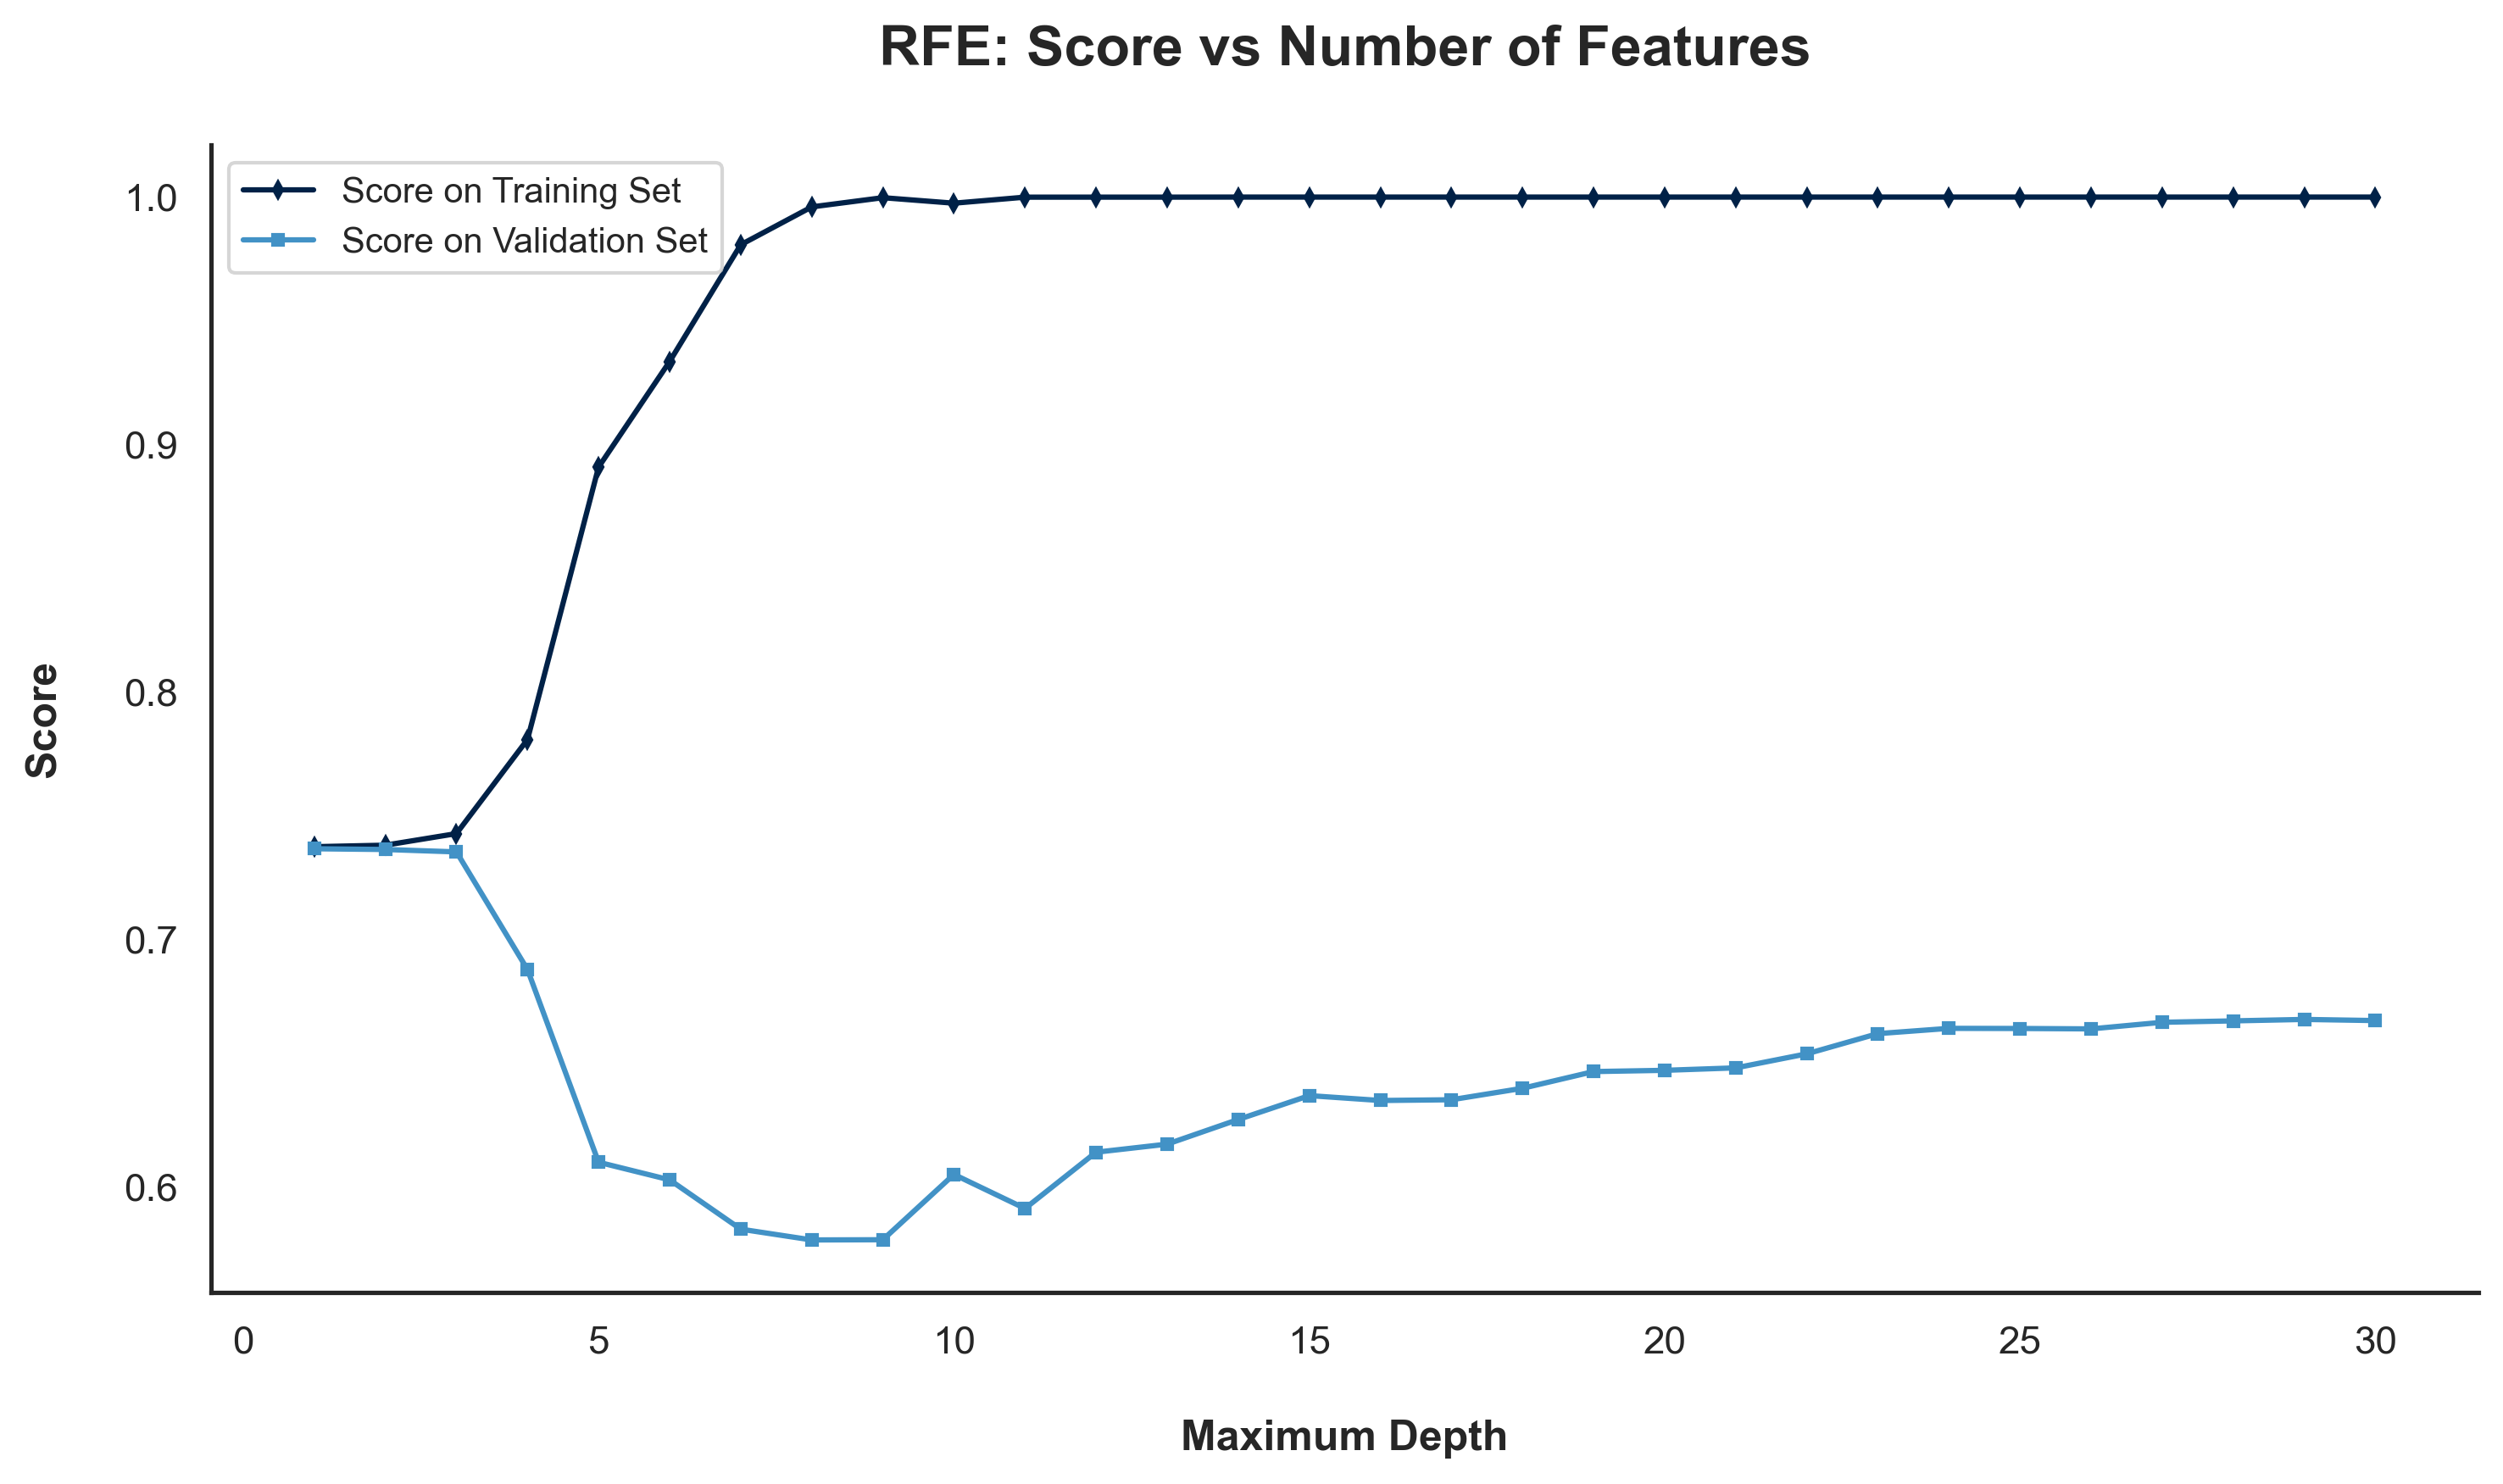 RFE: Score vs Number of Features
Score on Training Set
Score on Validation Set
1.0
0.9
0.8
0.7
0.6
Score
0 5 10 15 20 25 30
Maximum Depth